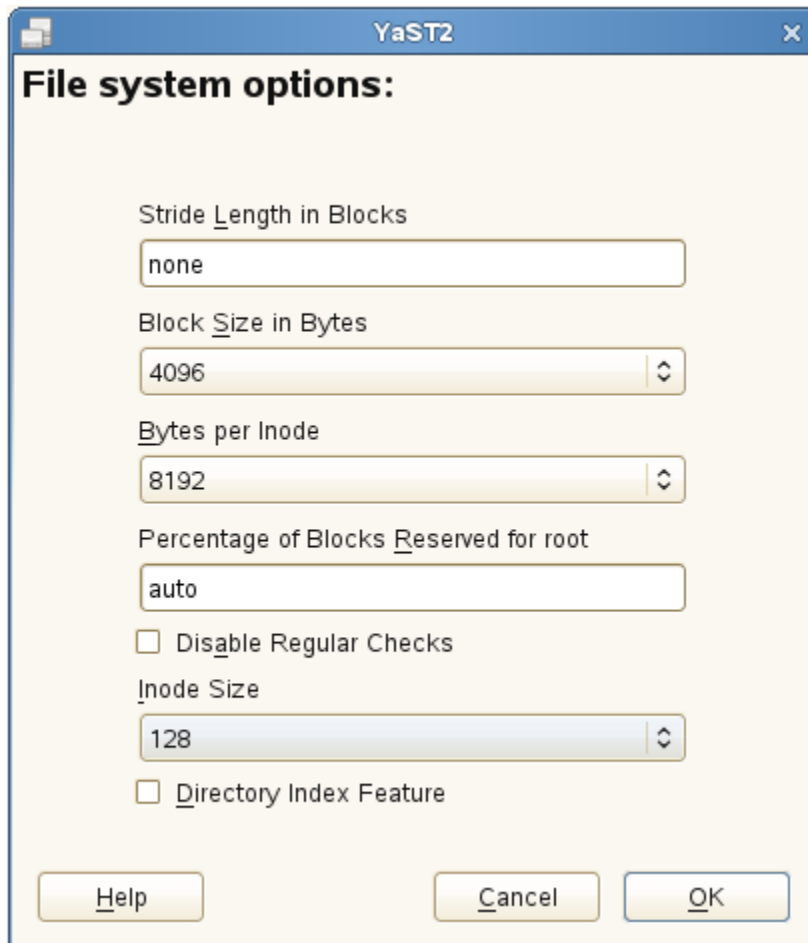 YaST2
File system options:
Stride Length in Blocks
none
Block Size in Bytes
4096
Bytes per Inode
8192
Percentage of Blocks Reserved for root
auto
Disable Regular Checks
Inode Size
128
Directory Index Feature
Help
Cancel
OK